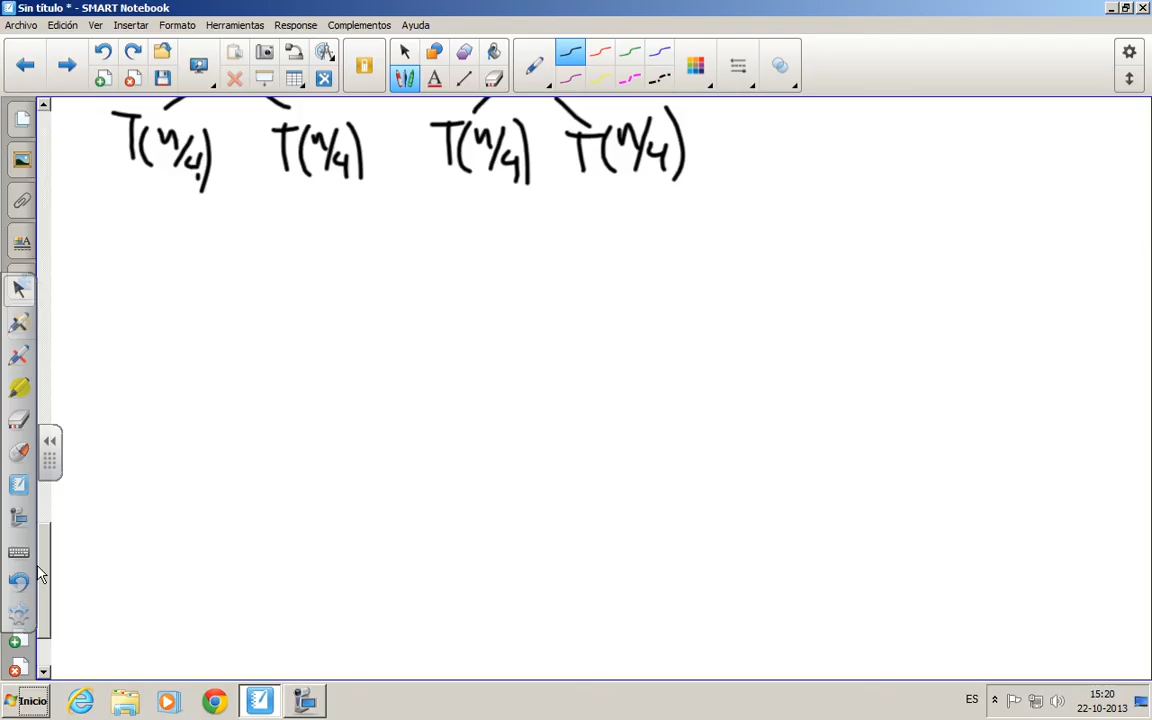 Sin título * - SMART Notebook
Archivo Edición Ver Insertar Formato Herramientas Response Complementos Ayuda
T(n/4) T(n/4) T(n/4) T(n/4)
Inicio ES 15:20
22-10-2013